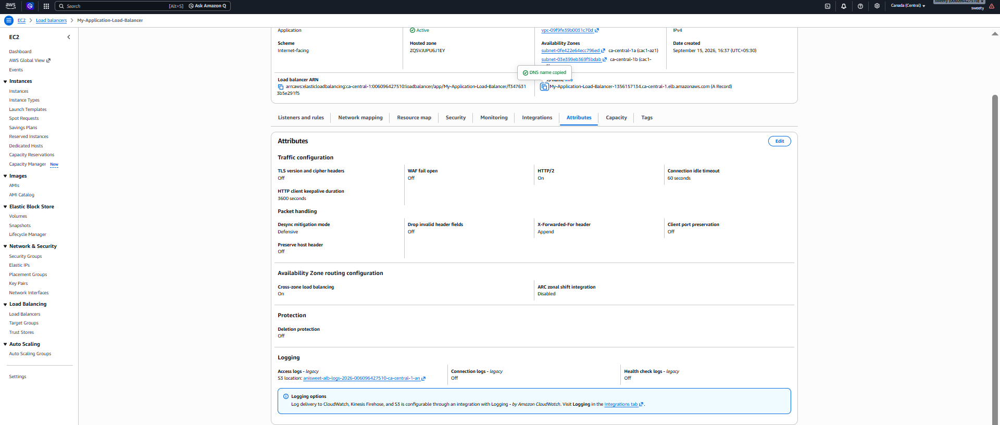 aws
Search [Alt+S] Ask Amazon Q
Canada (Central)
sweety
EC2 > Load balancers > My-Application-Load-Balancer
EC2
Dashboard
AWS Global View
Events
Instances
Instances
Instance Types
Launch Templates
Spot Requests
Savings Plans
Reserved Instances
Dedicated Hosts
Capacity Reservations
Capacity Manager New
Images
AMIs
AMI Catalog
Elastic Block Store
Volumes
Snapshots
Lifecycle Manager
Network & Security
Security Groups
Elastic IPs
Placement Groups
Key Pairs
Network Interfaces
Load Balancing
Load Balancers
Target Groups
Trust Stores
Auto Scaling
Auto Scaling Groups
Settings
Application
Active
vpc-09f9fe39b0031c70d
IPv4
Scheme
Internet-facing
Hosted zone
ZQSVJUPU6J1EY
Availability Zones
subnet-0fe422e64ecc796ed ca-central-1a (cac1-az1)
subnet-03e399eb369f5bdab ca-central-1b (cac1-
Date created
September 15, 2026, 16:37 (UTC+05:30)
DNS name copied
Load balancer ARN
arn:aws:elasticloadbalancing:ca-central-1:006096427510:loadbalancer/app/My-Application-Load-Balancer/f347631
3b5e291f5
My-Application-Load-Balancer-1356157134.ca-central-1.elb.amazonaws.com (A Record)
Listeners and rules
Network mapping
Resource map
Security
Monitoring
Integrations
Attributes
Capacity
Tags
Attributes
Edit
Traffic configuration
TLS version and cipher headers
Off
WAF fail open
Off
HTTP/2
On
Connection idle timeout
60 seconds
HTTP client keepalive duration
3600 seconds
Packet handling
Desync mitigation mode
Defensive
Drop invalid header fields
Off
X-Forwarded-For header
Append
Client port preservation
Off
Preserve host header
Off
Availability Zone routing configuration
Cross-zone load balancing
On
ARC zonal shift integration
Disabled
Protection
Deletion protection
Off
Logging
Access logs - legacy
S3 location: anisweet-alb-logs-2026-006096427510-ca-central-1-an
Connection logs - legacy
Off
Health check logs - legacy
Off
Logging options
Log delivery to CloudWatch, Kinesis Firehose, and S3 is configurable through an integration with Logging - by Amazon CloudWatch. Visit Logging in the Integrations tab.